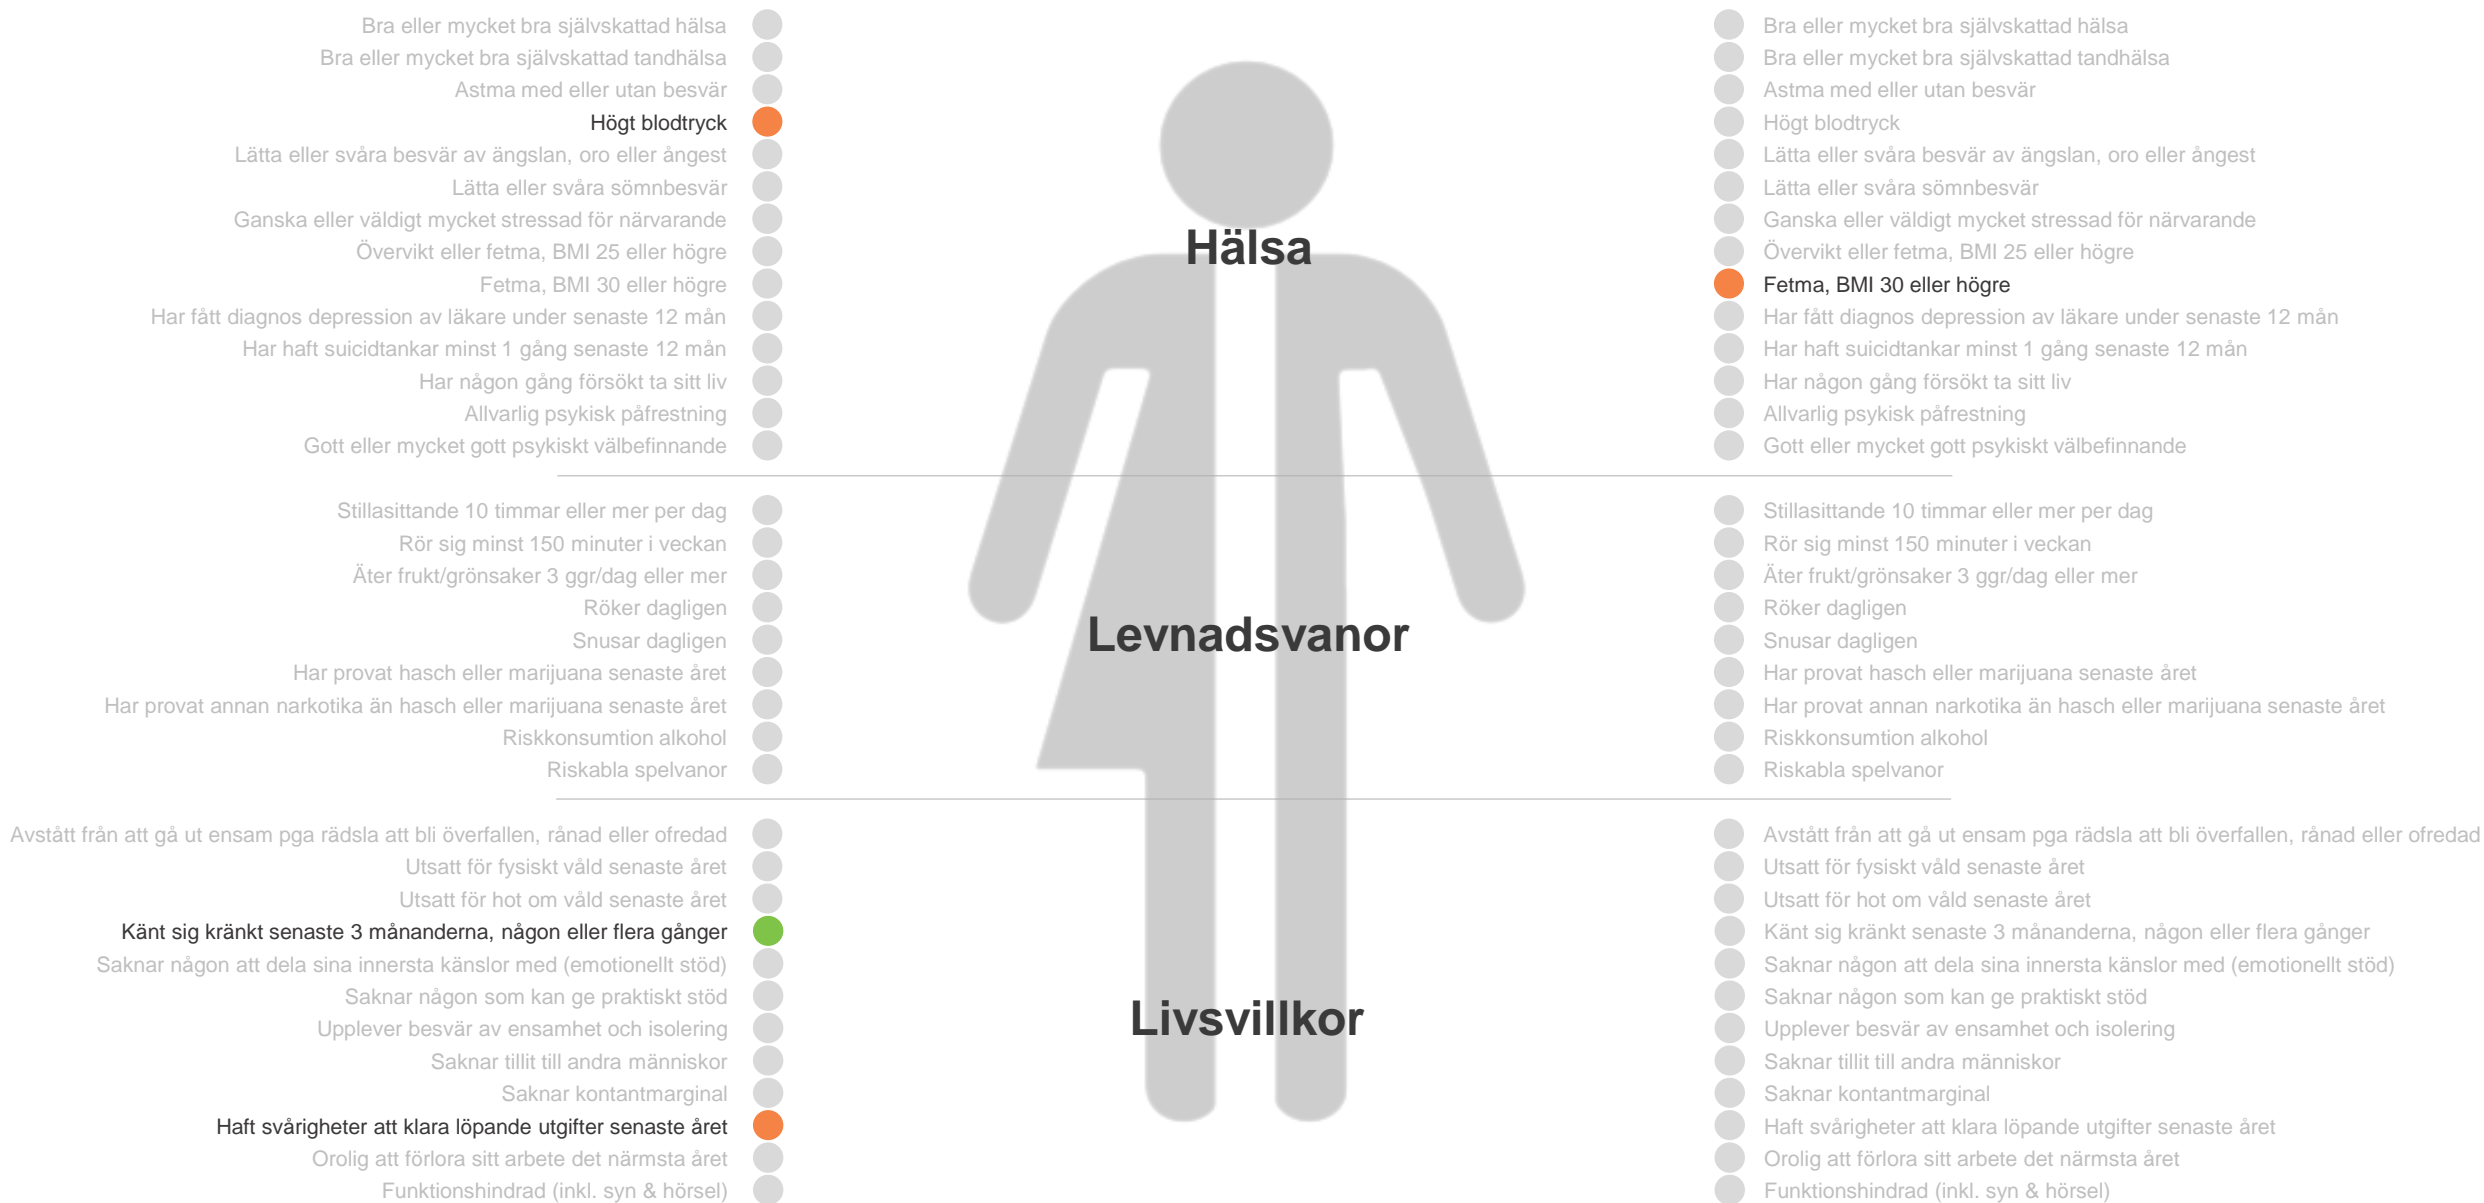 Bra eller mycket bra självskattad hälsa
Bra eller mycket bra självskattad tandhälsa
Astma med eller utan besvär
Högt blodtryck
Lätta eller svåra besvär av ängslan, oro eller ångest
Lätta eller svåra sömnbesvär
Ganska eller väldigt mycket stressad för närvarande
Övervikt eller fetma, BMI 25 eller högre
Fetma, BMI 30 eller högre
Har fått diagnos depression av läkare under senaste 12 mån
Har haft suicidtankar minst 1 gång senaste 12 mån
Har någon gång försökt ta sitt liv
Allvarlig psykisk påfrestning
Gott eller mycket gott psykiskt välbefinnande
Stillasittande 10 timmar eller mer per dag
Rör sig minst 150 minuter i veckan
Äter frukt/grönsaker 3 ggr/dag eller mer
Röker dagligen
Snusar dagligen
Har provat hasch eller marijuana senaste året
Har provat annan narkotika än hasch eller marijuana senaste året
Riskkonsumtion alkohol
Riskabla spelvanor
Avstått från att gå ut ensam pga rädsla att bli överfallen, rånad eller ofredad
Utsatt för fysiskt våld senaste året
Utsatt för hot om våld senaste året
Känt sig kränkt senaste 3 månanderna, någon eller flera gånger
Saknar någon att dela sina innersta känslor med (emotionellt stöd)
Saknar någon som kan ge praktiskt stöd
Upplever besvär av ensamhet och isolering
Saknar tillit till andra människor
Saknar kontantmarginal
Haft svårigheter att klara löpande utgifter senaste året
Orolig att förlora sitt arbete det närmsta året
Funktionshindrad (inkl. syn & hörsel)
Hälsa
Levnadsvanor
Livsvillkor
Bra eller mycket bra självskattad hälsa
Bra eller mycket bra självskattad tandhälsa
Astma med eller utan besvär
Högt blodtryck
Lätta eller svåra besvär av ängslan, oro eller ångest
Lätta eller svåra sömnbesvär
Ganska eller väldigt mycket stressad för närvarande
Övervikt eller fetma, BMI 25 eller högre
Fetma, BMI 30 eller högre
Har fått diagnos depression av läkare under senaste 12 mån
Har haft suicidtankar minst 1 gång senaste 12 mån
Har någon gång försökt ta sitt liv
Allvarlig psykisk påfrestning
Gott eller mycket gott psykiskt välbefinnande
Stillasittande 10 timmar eller mer per dag
Rör sig minst 150 minuter i veckan
Äter frukt/grönsaker 3 ggr/dag eller mer
Röker dagligen
Snusar dagligen
Har provat hasch eller marijuana senaste året
Har provat annan narkotika än hasch eller marijuana senaste året
Riskkonsumtion alkohol
Riskabla spelvanor
Avstått från att gå ut ensam pga rädsla att bli överfallen, rånad eller ofredad
Utsatt för fysiskt våld senaste året
Utsatt för hot om våld senaste året
Känt sig kränkt senaste 3 månanderna, någon eller flera gånger
Saknar någon att dela sina innersta känslor med (emotionellt stöd)
Saknar någon som kan ge praktiskt stöd
Upplever besvär av ensamhet och isolering
Saknar tillit till andra människor
Saknar kontantmarginal
Haft svårigheter att klara löpande utgifter senaste året
Orolig att förlora sitt arbete det närmsta året
Funktionshindrad (inkl. syn & hörsel)